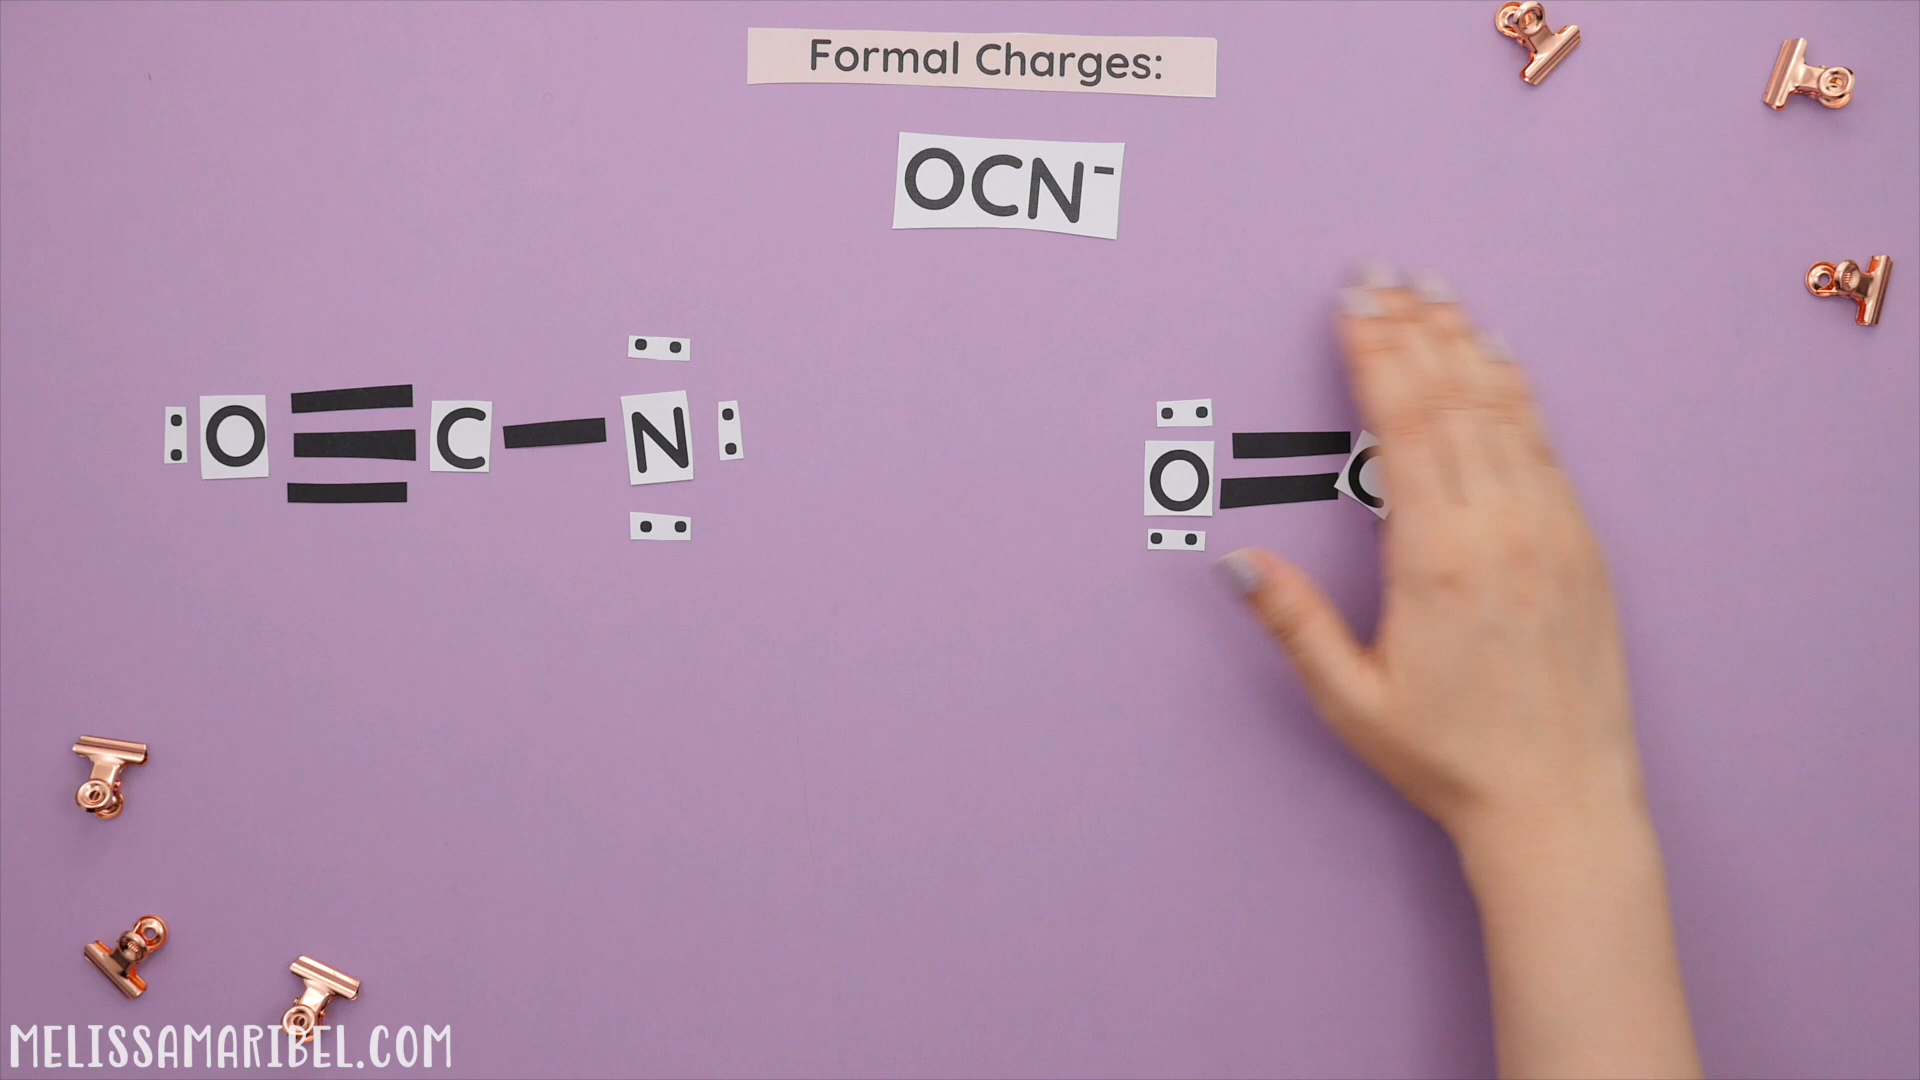 Formal Charges:
OCN⁻
O C N
O C
MELISSAMARIBEL.COM